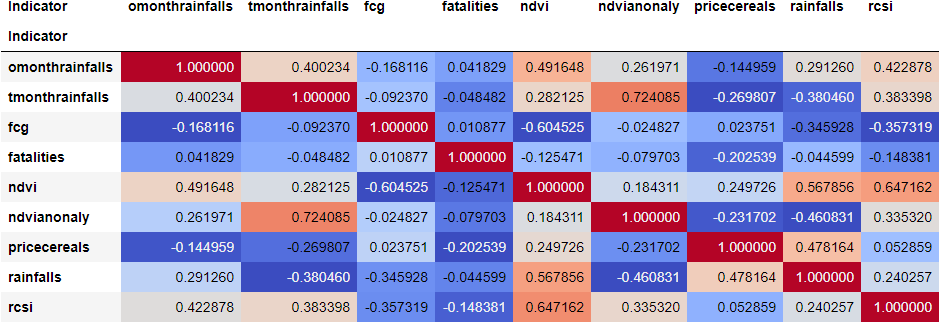 Indicator omonthrainfalls tmonthrainfalls fcg fatalities ndvi ndvianonaly pricecereals rainfalls rcsi
Indicator
omonthrainfalls 1.000000 0.400234 -0.168116 0.041829 0.491648 0.261971 -0.144959 0.291260 0.422878
tmonthrainfalls 0.400234 1.000000 -0.092370 -0.048482 0.282125 0.724085 -0.269807 -0.380460 0.383398
fcg -0.168116 -0.092370 1.000000 0.010877 -0.604525 -0.024827 0.023751 -0.345928 -0.357319
fatalities 0.041829 -0.048482 0.010877 1.000000 -0.125471 -0.079703 -0.202539 -0.044599 -0.148381
ndvi 0.491648 0.282125 -0.604525 -0.125471 1.000000 0.184311 0.249726 0.567856 0.647162
ndvianonaly 0.261971 0.724085 -0.024827 -0.079703 0.184311 1.000000 -0.231702 -0.460831 0.335320
pricecereals -0.144959 -0.269807 0.023751 -0.202539 0.249726 -0.231702 1.000000 0.478164 0.052859
rainfalls 0.291260 -0.380460 -0.345928 -0.044599 0.567856 -0.460831 0.478164 1.000000 0.240257
rcsi 0.422878 0.383398 -0.357319 -0.148381 0.647162 0.335320 0.052859 0.240257 1.000000